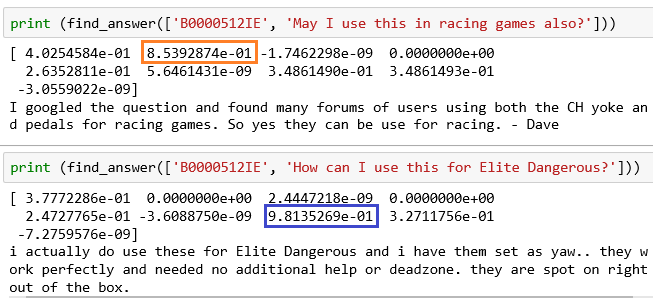 print (find_answer(['B0000512IE', 'May I use this in racing games also?']))
[ 4.0254584e-01 8.5392874e-01 -1.7462298e-09 0.0000000e+00
2.6352811e-01 5.6461431e-09 3.4861490e-01 3.4861493e-01
-3.0559022e-09]
I googled the question and found many forums of users using both the CH yoke an
d pedals for racing games. So yes they can be use for racing. - Dave
print (find_answer(['B0000512IE', 'How can I use this for Elite Dangerous?']))
[ 3.7772286e-01 0.0000000e+00 2.4447218e-09 0.0000000e+00
2.4727765e-01 -3.6088750e-09 9.8135269e-01 3.2711756e-01
-7.2759576e-09]
i actually do use these for Elite Dangerous and i have them set as yaw.. they w
ork perfectly and needed no additional help or deadzone. they are spot on right
out of the box.